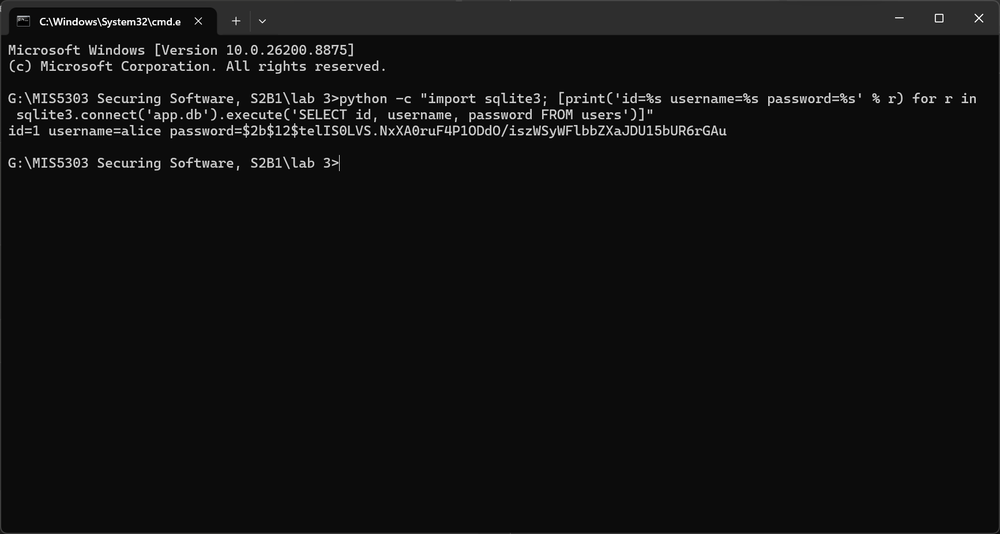 C:\Windows\System32\cmd.e
Microsoft Windows [Version 10.0.26200.8875]
(c) Microsoft Corporation. All rights reserved.
G:\MIS5303 Securing Software, S2B1\lab 3>python -c "import sqlite3; [print('id=%s username=%s password=%s' % r) for r in
sqlite3.connect('app.db').execute('SELECT id, username, password FROM users')]"
id=1 username=alice password=$2b$12$telIS0LVS.NxXA0ruF4P1ODdO/iszWSyWFlbbZXaJDU15bUR6rGAu
G:\MIS5303 Securing Software, S2B1\lab 3>